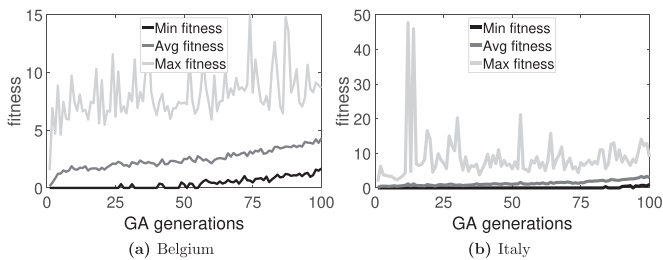 15
10
5
0
fitness
Min fitness
Avg fitness
Max fitness
1
25
50
75
100
GA generations
(a) Belgium
50
40
30
20
10
0
fitness
Min fitness
Avg fitness
Max fitness
1
25
50
75
100
GA generations
(b) Italy